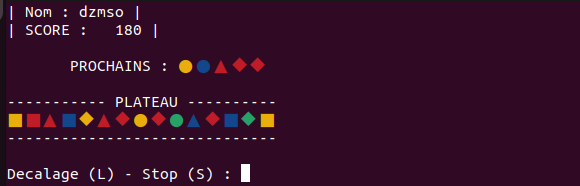 | Nom : dzmso |
| SCORE :   180 |
PROCHAINS : ● ● ▲ ◆ ◆
----------- PLATEAU ----------
■ ■ ▲ ■ ◆ ▲ ◆ ● ◆ ● ▲ ◆ ■ ◆ ■
------------------------------
Decalage (L) - Stop (S) :